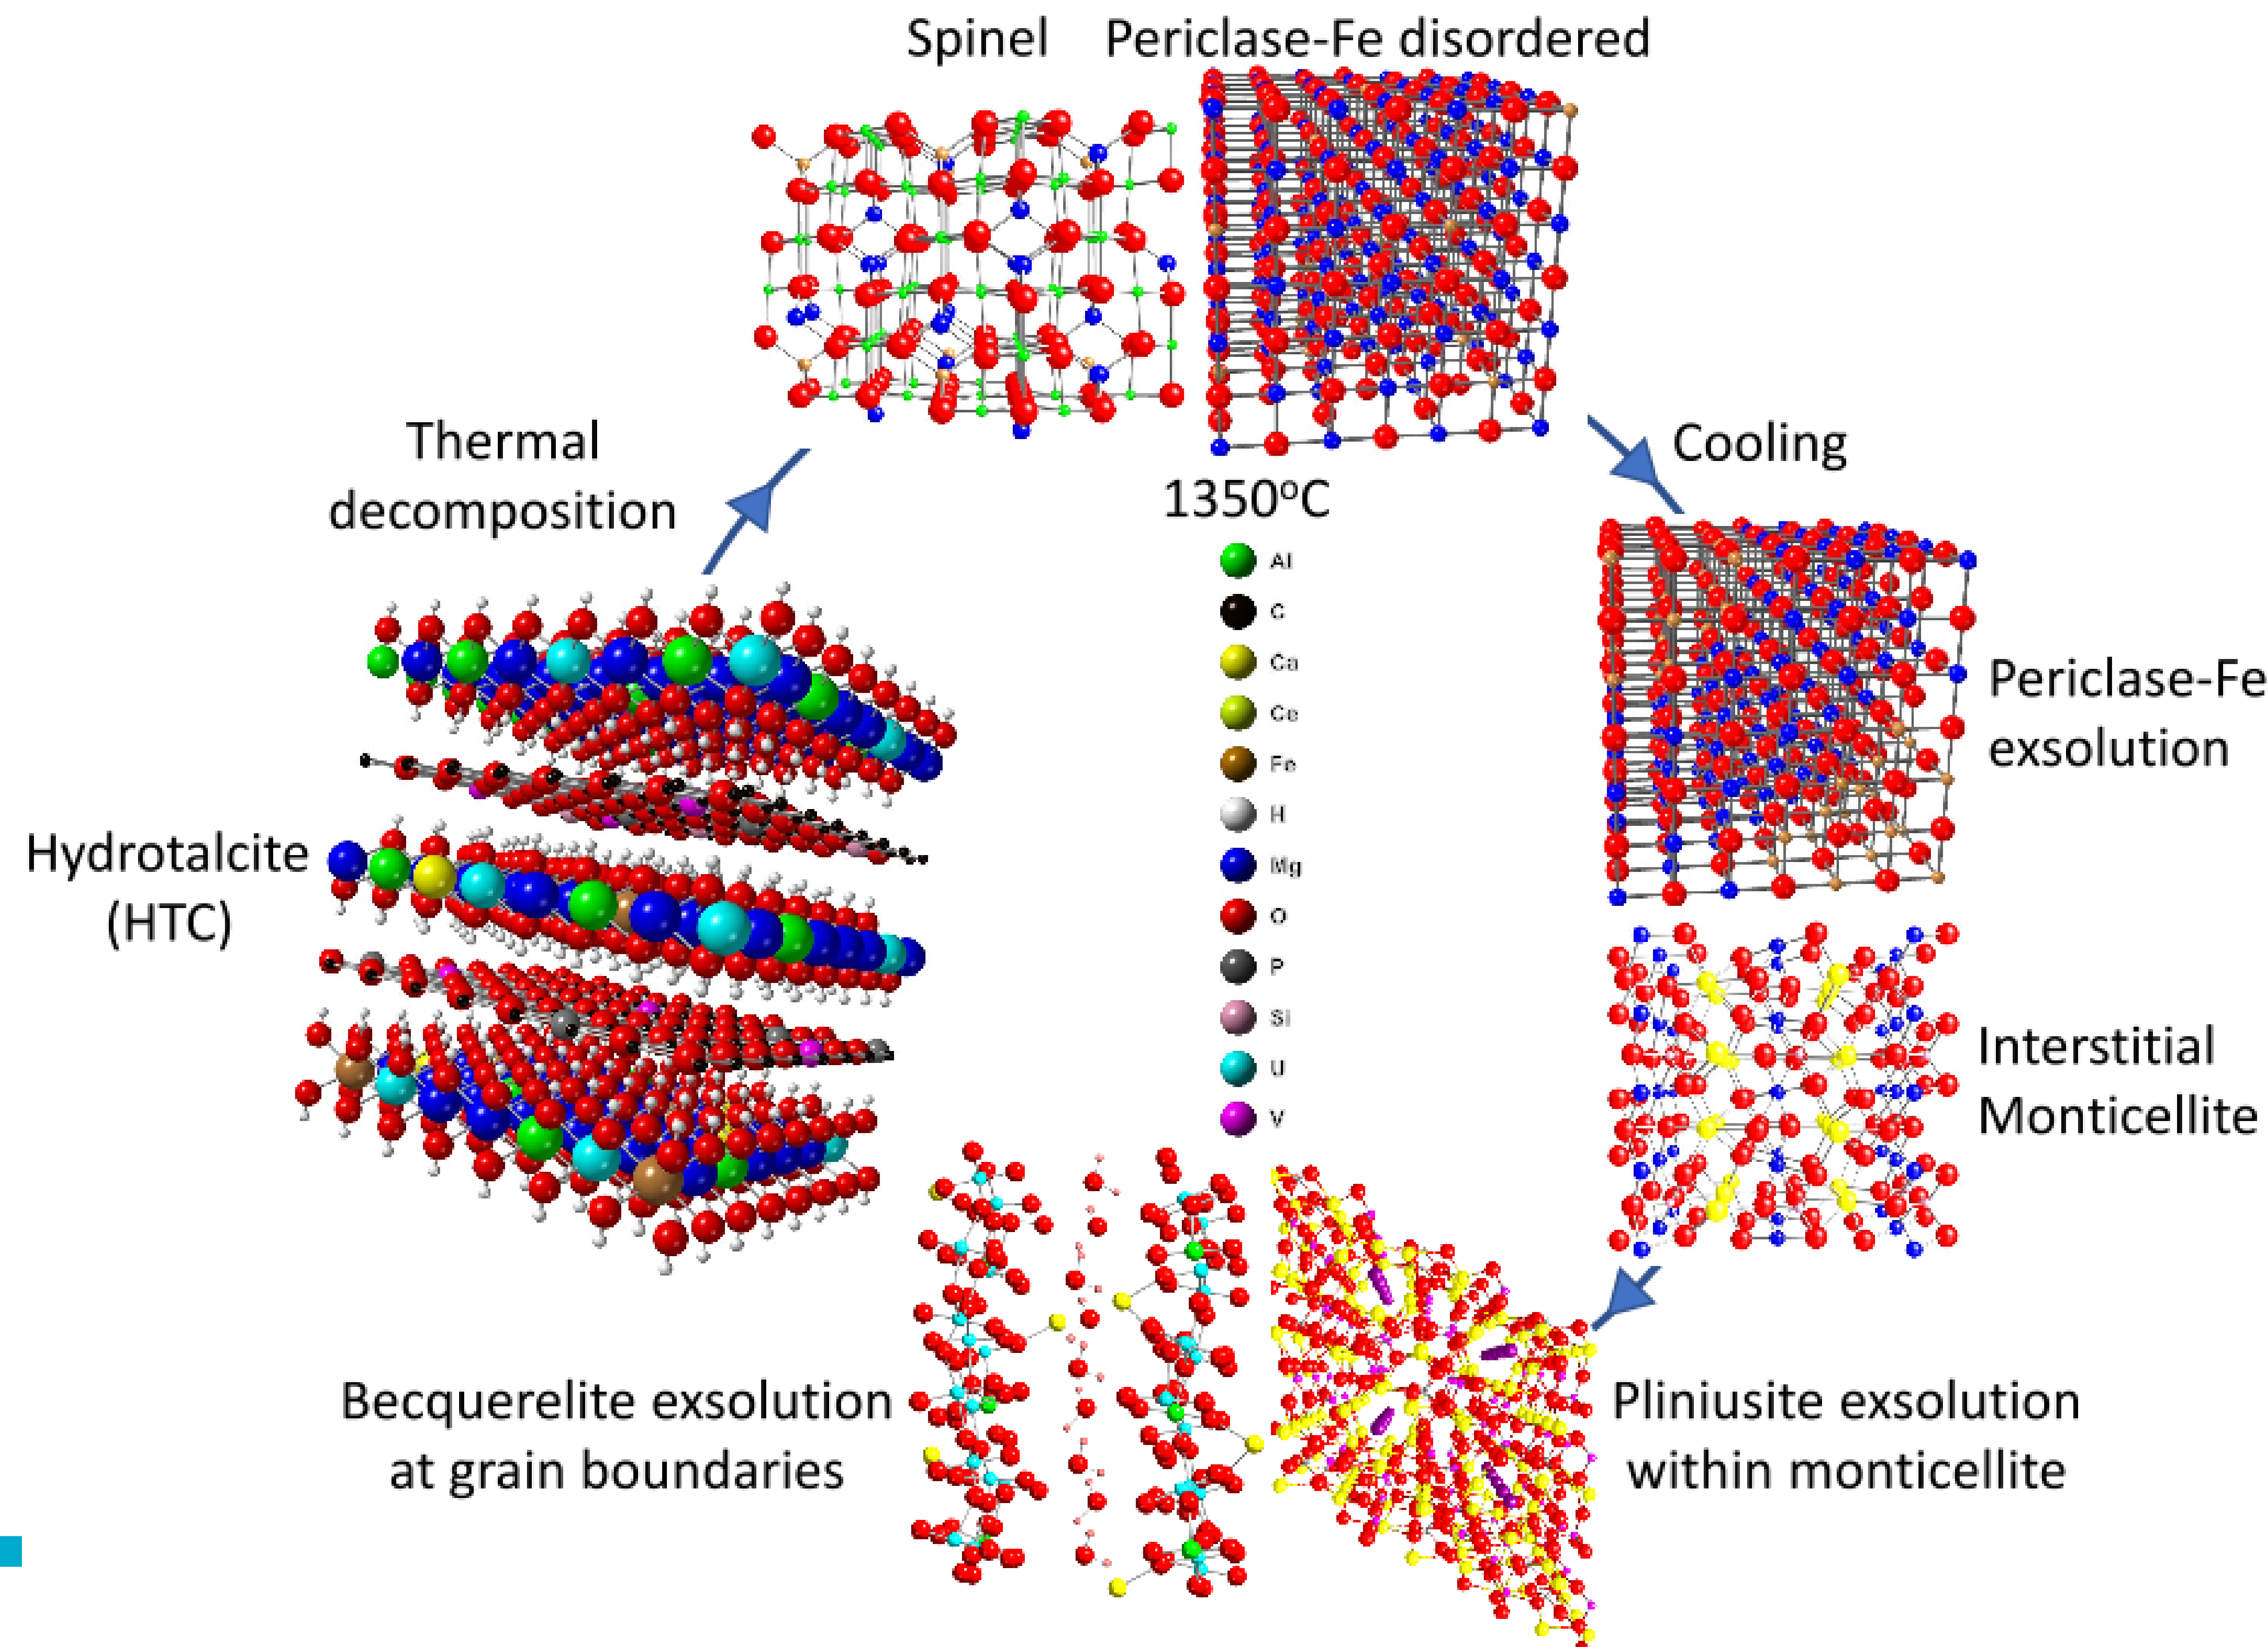 Spinel
Periclase-Fe disordered
Thermal
decomposition
Cooling
1350°C
Al
C
Ca
Ce
Fe
H
Mg
O
P
Si
U
V
Periclase-Fe
exsolution
Hydrotalcite
(HTC)
Interstitial
Monticellite
Becquerelite exsolution
at grain boundaries
Pliniusite exsolution
within monticellite